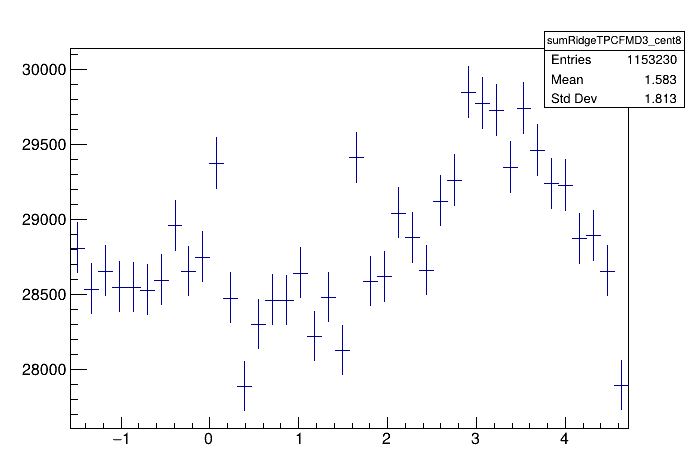 sumRidgeTPCFMD3_cent8
Entries 1153230
Mean 1.583
Std Dev 1.813
30000
29500
29000
28500
28000
−1 0 1 2 3 4